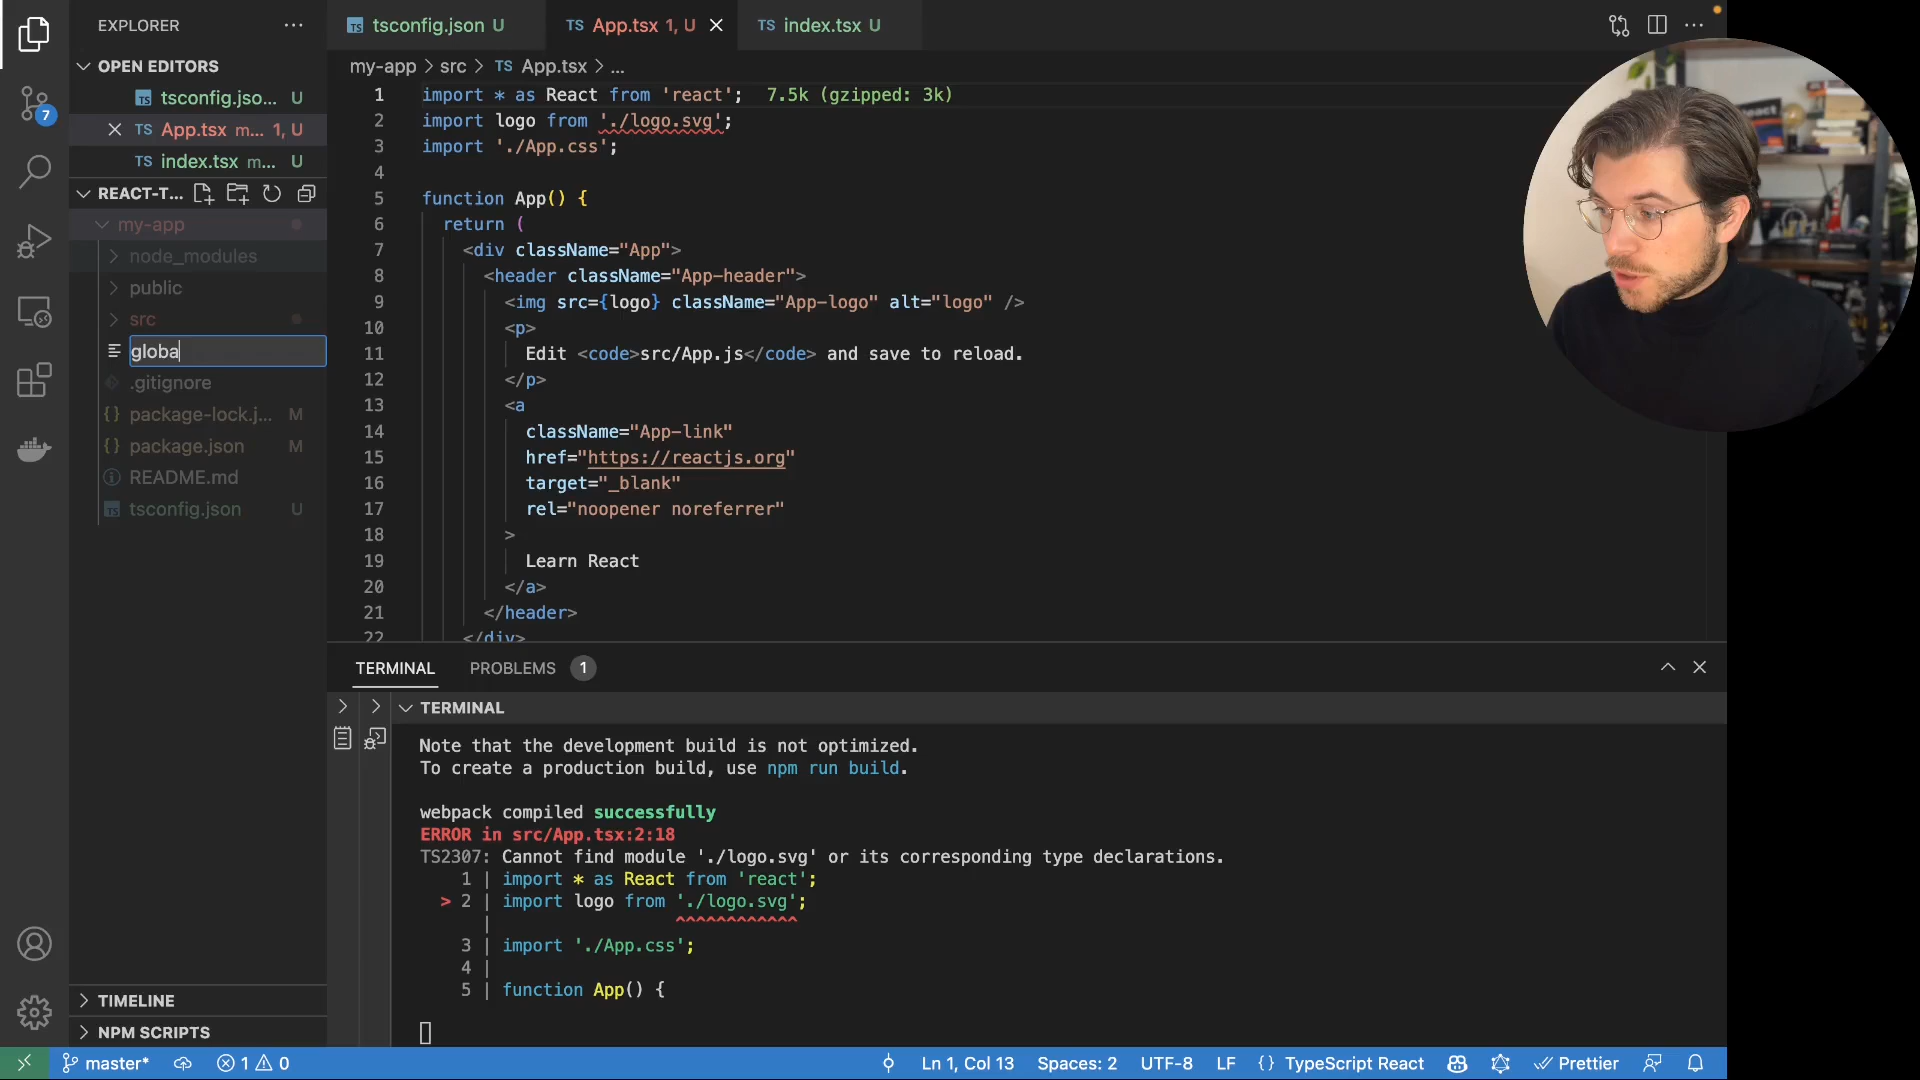 EXPLORER
OPEN EDITORS
tsconfig.jso... U
TS App.tsx m... 1, U
TS index.tsx m... U
REACT-T...
my-app
node_modules
public
src
globa
.gitignore
package-lock.j... M
package.json M
README.md
tsconfig.json U
TIMELINE
NPM SCRIPTS
7
TS tsconfig.json U
TS App.tsx 1, U
TS index.tsx U
my-app > src > TS App.tsx > ...
1 import * as React from 'react'; 7.5k (gzipped: 3k)
2 import logo from './logo.svg';
3 import './App.css';
4
5 function App() {
6 return (
7 <div className="App">
8 <header className="App-header">
9 <img src={logo} className="App-logo" alt="logo" />
10 <p>
11 Edit <code>src/App.js</code> and save to reload.
12 </p>
13 <a
14 className="App-link"
15 href="https://reactjs.org"
16 target="_blank"
17 rel="noopener noreferrer"
18 >
19 Learn React
20 </a>
21 </header>
22 </div>
TERMINAL PROBLEMS 1
TERMINAL
Note that the development build is not optimized.
To create a production build, use npm run build.
webpack compiled successfully
ERROR in src/App.tsx:2:18
TS2307: Cannot find module './logo.svg' or its corresponding type declarations.
1 | import * as React from 'react';
> 2 | import logo from './logo.svg';
| ^^^^^^^^^^^^
3 | import './App.css';
4 |
5 | function App() {
master* 1 0 Ln 1, Col 13 Spaces: 2 UTF-8 LF {} TypeScript React Prettier